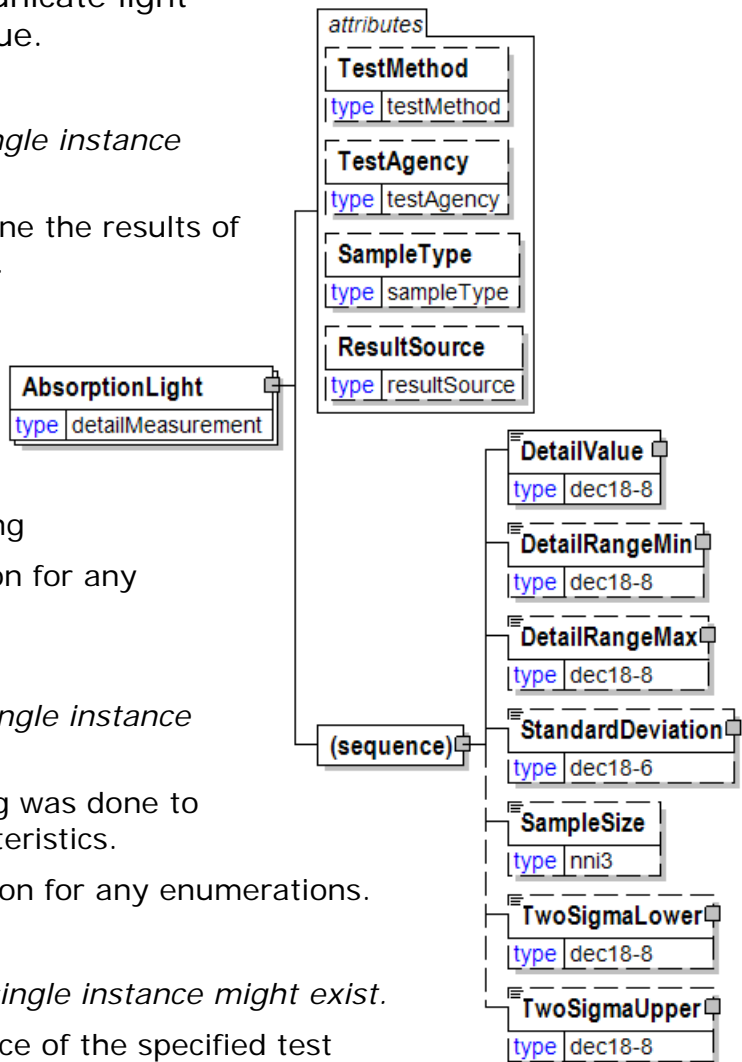 unicate light
ue.
ngle instance
ne the results of
.
ng
on for any
ngle instance
g was done to
teristics.
on for any enumerations.
single instance might exist.
ce of the specified test
AbsorptionLight
type detailMeasurement
attributes
TestMethod
type testMethod
TestAgency
type testAgency
SampleType
type sampleType
ResultSource
type resultSource
(sequence)
DetailValue
type dec18-8
DetailRangeMin
type dec18-8
DetailRangeMax
type dec18-8
StandardDeviation
type dec18-6
SampleSize
type nni3
TwoSigmaLower
type dec18-8
TwoSigmaUpper
type dec18-8